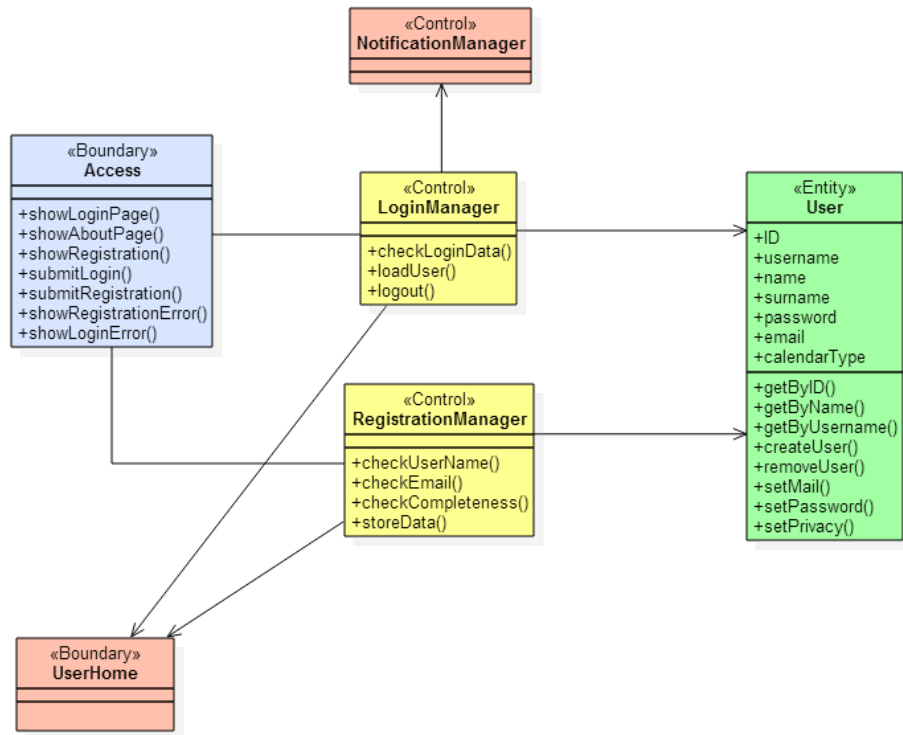 «Control»
NotificationManager
«Boundary»
Access
+showLoginPage()
+showAboutPage()
+showRegistration()
+submitLogin()
+submitRegistration()
+showRegistrationError()
+showLoginError()
«Control»
LoginManager
+checkLoginData()
+loadUser()
+logout()
«Entity»
User
+ID
+username
+name
+surname
+password
+email
+calendarType
+getByID()
+getByName()
+getByUsername()
+createUser()
+removeUser()
+setMail()
+setPassword()
+setPrivacy()
«Control»
RegistrationManager
+checkUserName()
+checkEmail()
+checkCompleteness()
+storeData()
«Boundary»
UserHome